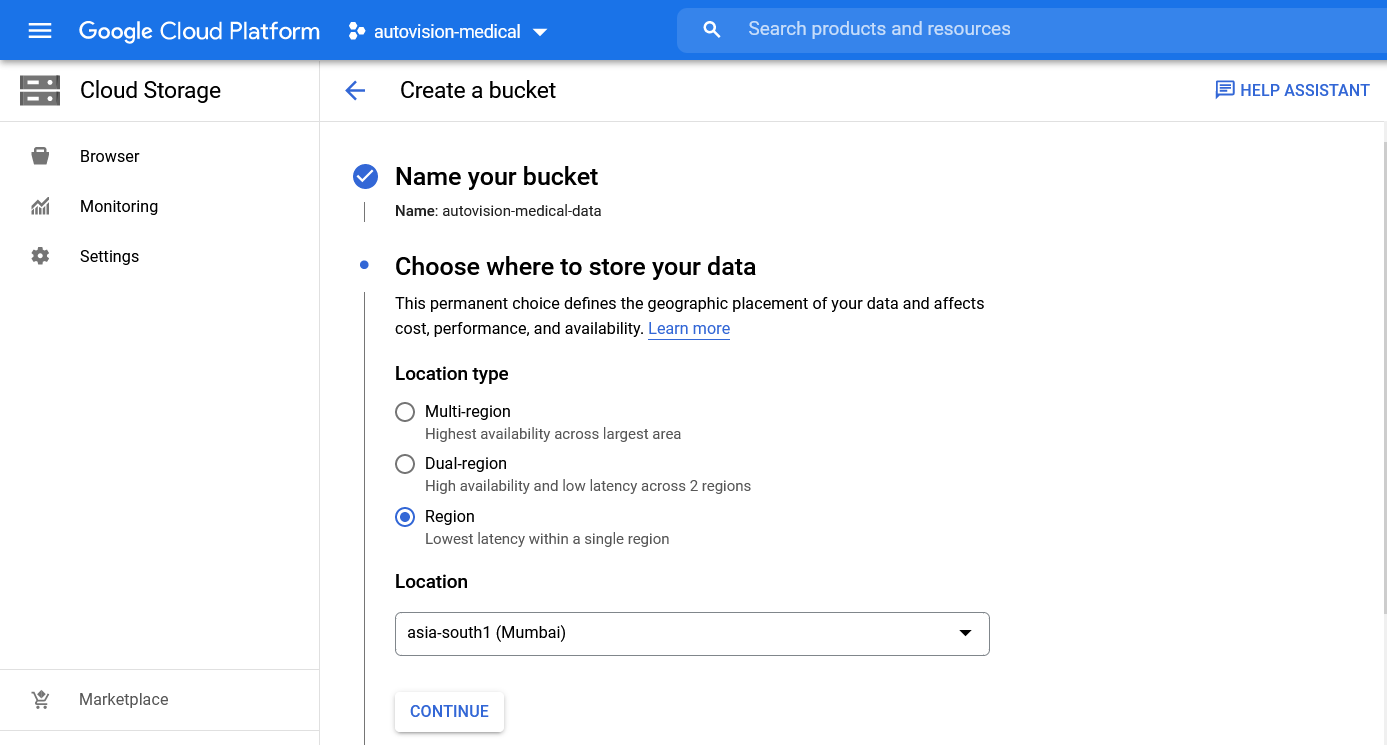 Google Cloud Platform
autovision-medical
Search products and resources
Cloud Storage
Create a bucket
HELP ASSISTANT
Browser
Monitoring
Settings
Marketplace
Name your bucket
Name: autovision-medical-data
Choose where to store your data
This permanent choice defines the geographic placement of your data and affects
cost, performance, and availability. Learn more
Location type
Multi-region
Highest availability across largest area
Dual-region
High availability and low latency across 2 regions
Region
Lowest latency within a single region
Location
asia-south1 (Mumbai)
CONTINUE